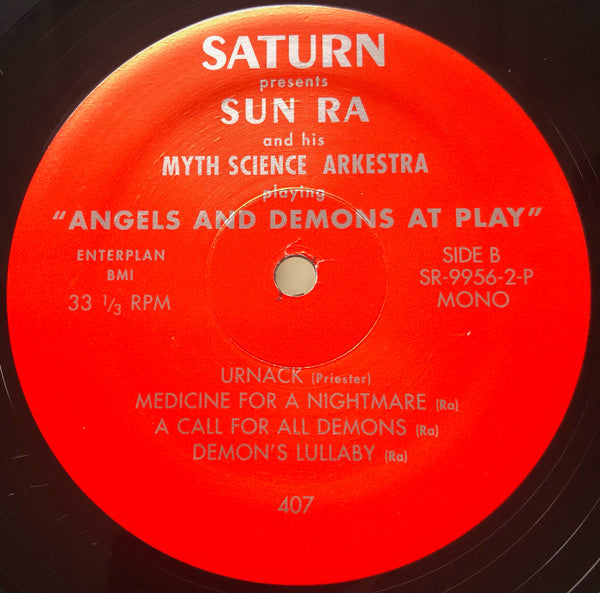 SATURN
presents
SUN RA
and his
MYTH SCIENCE ARKESTRA
playing
"ANGELS AND DEMONS AT PLAY"
ENTERPLAN
BMI
33 1/3 RPM
SIDE B
SR-9956-2-P
MONO
URNACK (Priester)
MEDICINE FOR A NIGHTMARE (Ra)
A CALL FOR ALL DEMONS (Ra)
DEMON'S LULLABY (Ra)
407